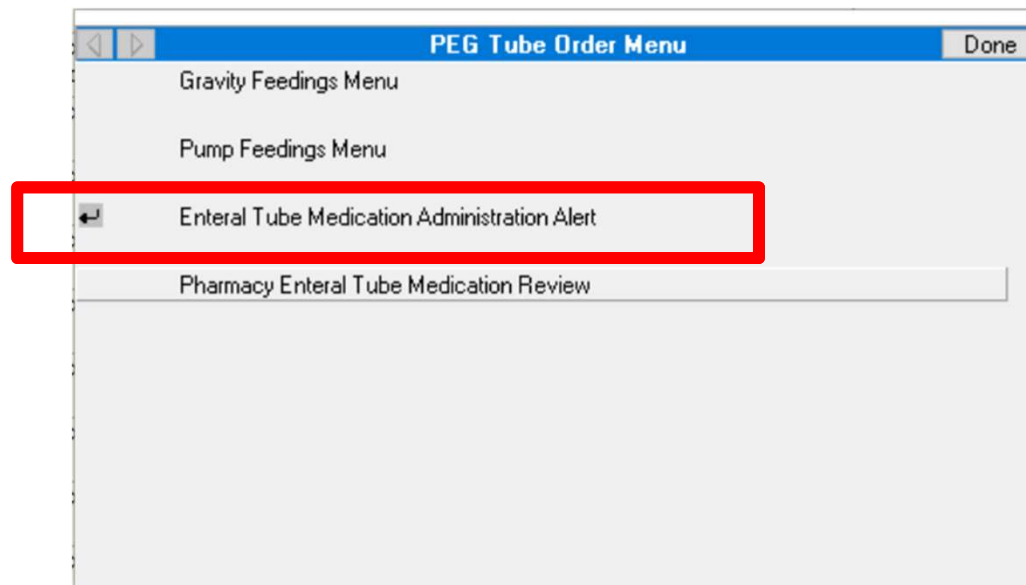 PEG Tube Order Menu
Done
Gravity Feedings Menu
Pump Feedings Menu
Enteral Tube Medication Administration Alert
Pharmacy Enteral Tube Medication Review